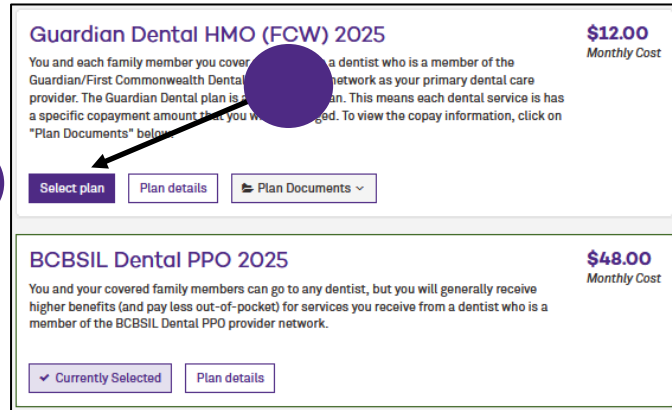 Guardian Dental HMO (FCW) 2025
$12.00
Monthly Cost
You and each family member you cover a dentist who is a member of the
Guardian/First Commonwealth Dental network as your primary dental care
provider. The Guardian Dental plan is an. This means each dental service is has
a specific copayment amount that you ged. To view the copay information, click on
"Plan Documents" below.
Select plan
Plan details
Plan Documents
BCBSIL Dental PPO 2025
$48.00
Monthly Cost
You and your covered family members can go to any dentist, but you will generally receive
higher benefits (and pay less out-of-pocket) for services you receive from a dentist who is a
member of the BCBSIL Dental PPO provider network.
Currently Selected
Plan details